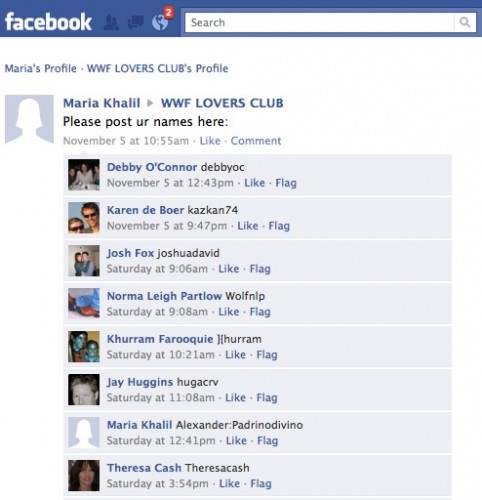 facebook
2
Search
Maria's Profile · WWF LOVERS CLUB's Profile
Maria Khalil ▸ WWF LOVERS CLUB
Please post ur names here:
November 5 at 10:55am · Like · Comment
Debby O'Connor debbyoc
November 5 at 12:43pm · Like · Flag
Karen de Boer kazkan74
November 5 at 9:47pm · Like · Flag
Josh Fox joshuadavid
Saturday at 9:06am · Like · Flag
Norma Leigh Partlow Wolfnlp
Saturday at 9:08am · Like · Flag
Khurram Farooquie ]{hurram
Saturday at 10:21am · Like · Flag
Jay Huggins hugacrv
Saturday at 11:08am · Like · Flag
Maria Khalil Alexander:Padrinodivino
Saturday at 12:41pm · Like · Flag
Theresa Cash Theresacash
Saturday at 3:54pm · Like · Flag